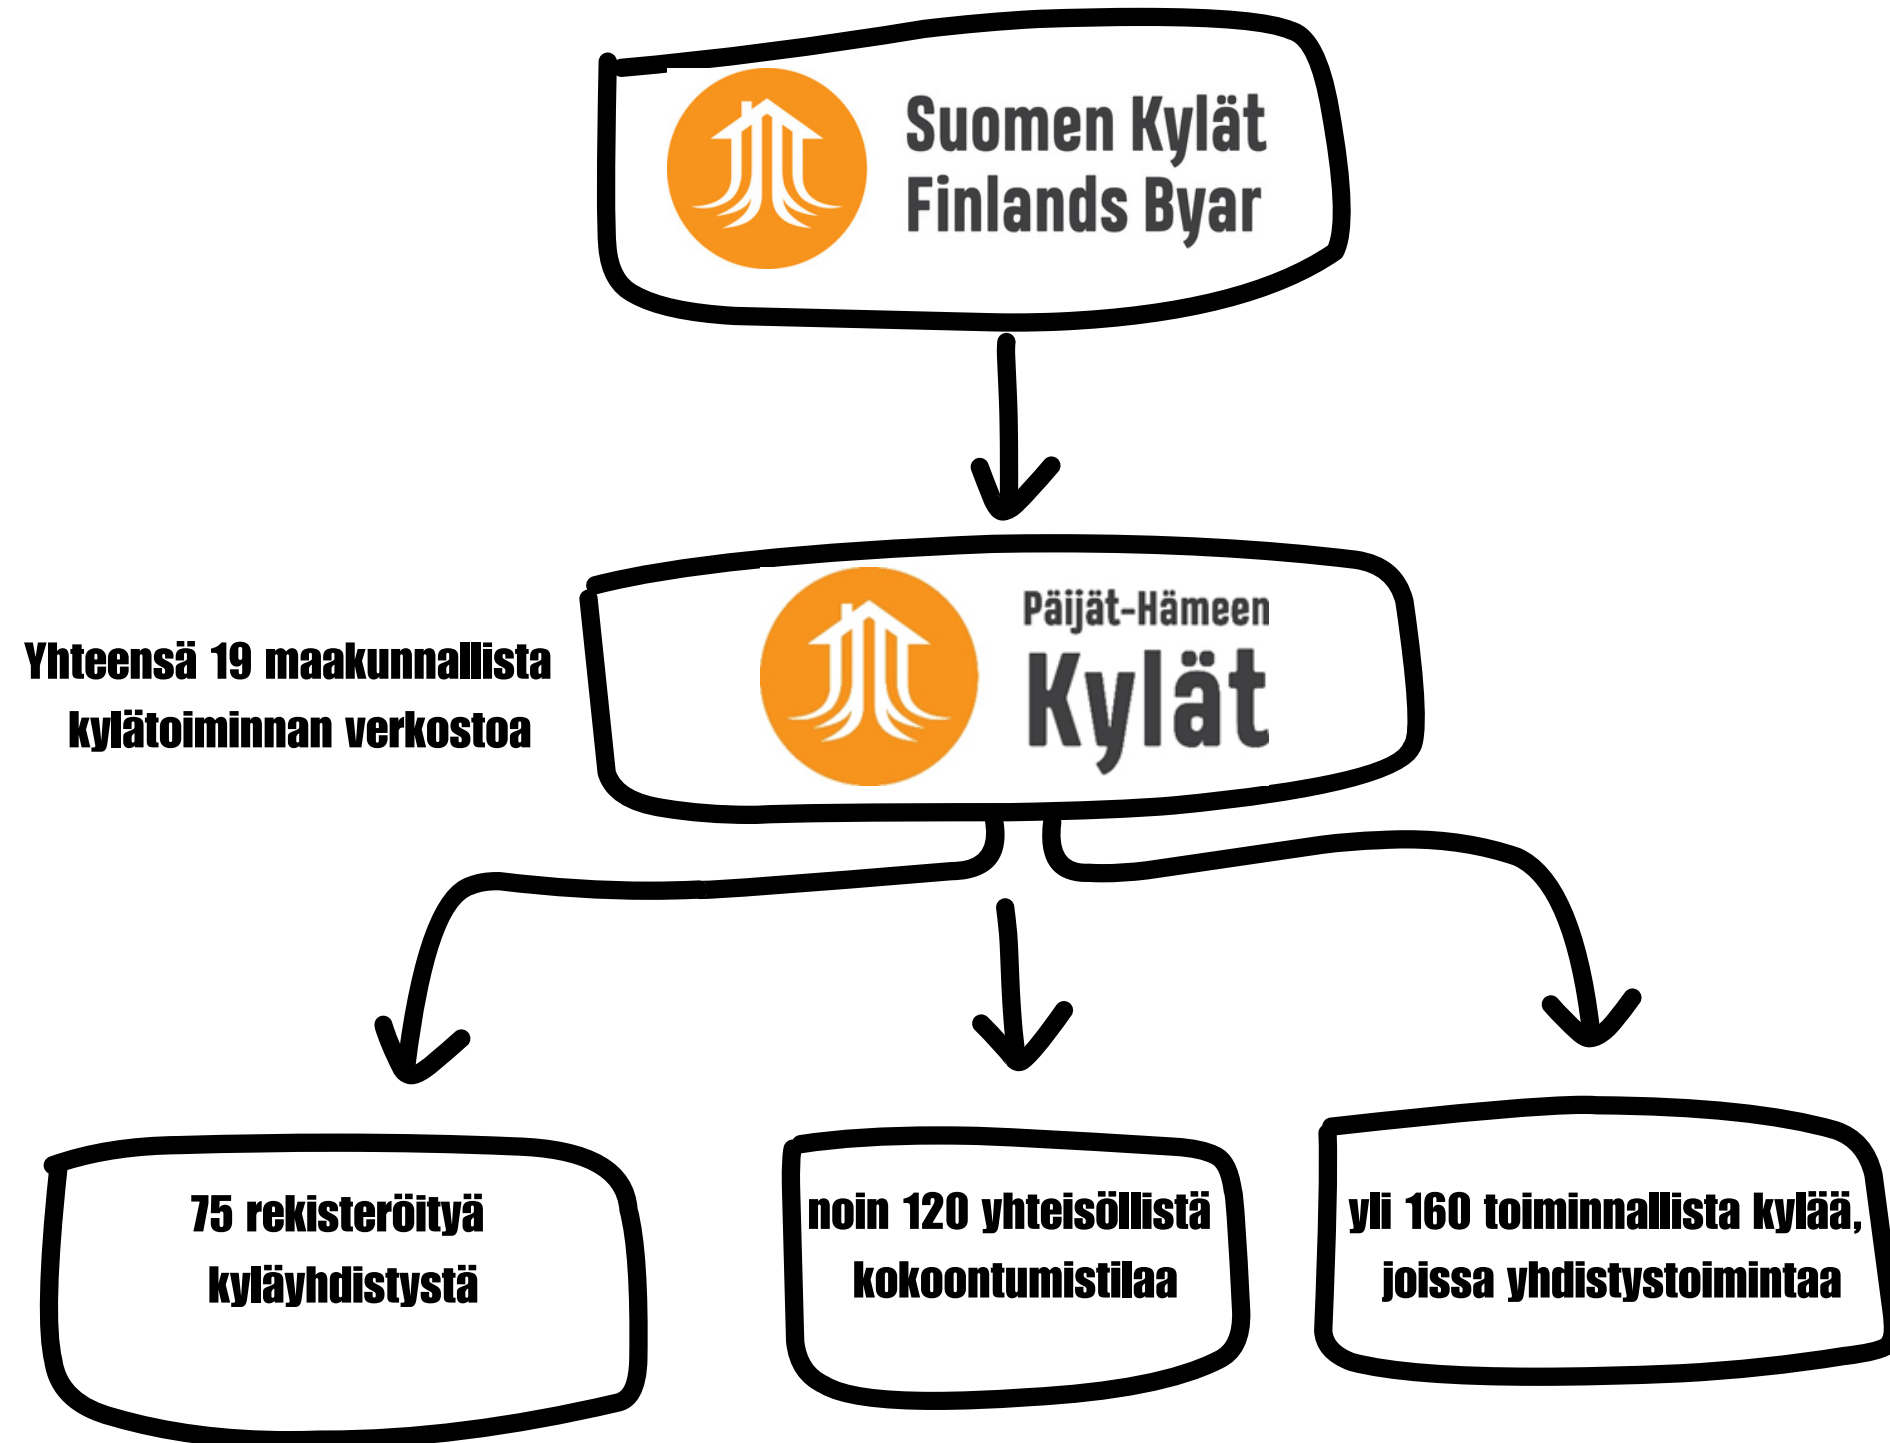 Suomen Kylät
Finlands Byar
Päijät-Hämeen
Kylät
Yhteensä 19 maakunnallista
kylätoiminnan verkostoa
75 rekisteröityä
kyläyhdistystä
noin 120 yhteisöllistä
kokoontumistilaa
yli 160 toiminnallista kylää,
joissa yhdistystoimintaa